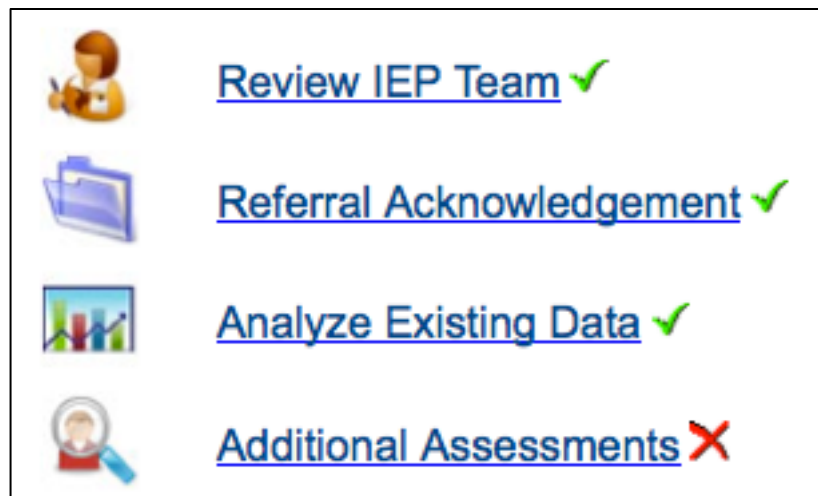 Review IEP Team
Referral Acknowledgement
Analyze Existing Data
Additional Assessments